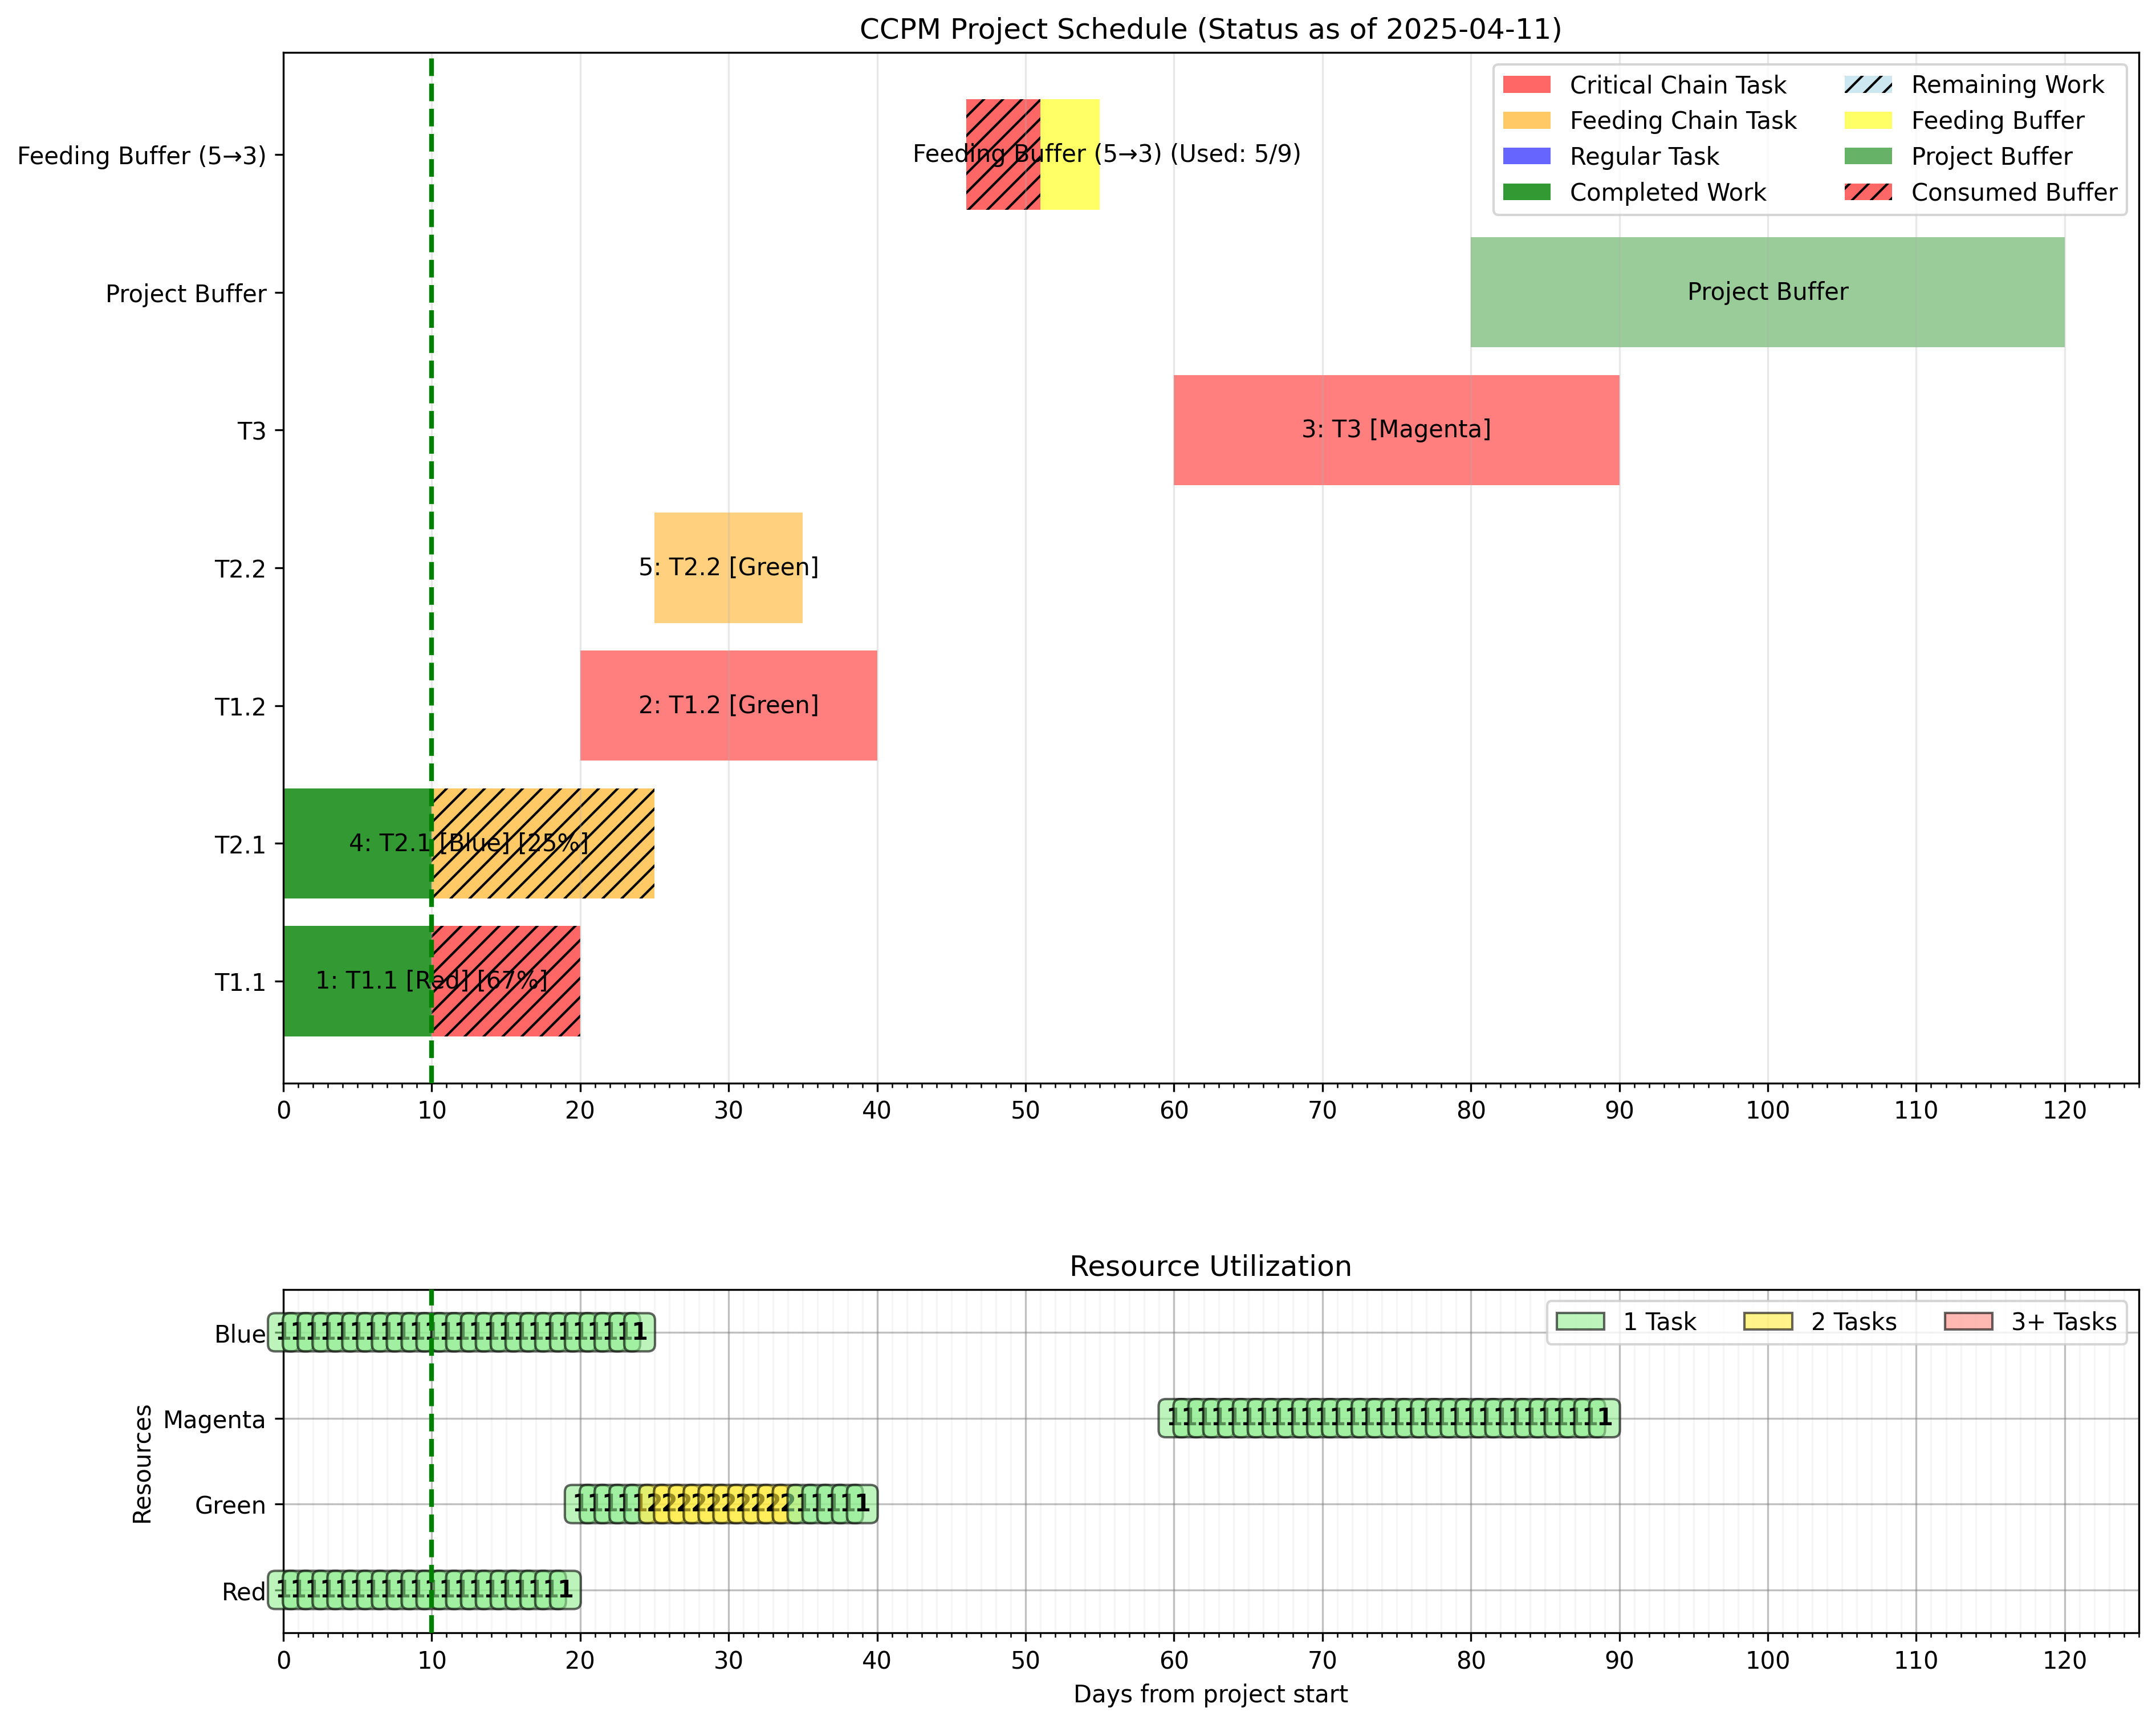 CCPM Project Schedule (Status as of 2025-04-11)
Critical Chain Task
Feeding Chain Task
Regular Task
Completed Work
Remaining Work
Feeding Buffer
Project Buffer
Consumed Buffer
Feeding Buffer (5→3)
Feeding Buffer (5→3) (Used: 5/9)
Project Buffer
Project Buffer
T3
3: T3 [Magenta]
T2.2
5: T2.2 [Green]
T1.2
2: T1.2 [Green]
T2.1
4: T2.1 [Blue] [25%]
T1.1
1: T1.1 [Red] [67%]
0 10 20 30 40 50 60 70 80 90 100 110 120
Resource Utilization
1 Task
2 Tasks
3+ Tasks
Resources
Blue
Magenta
Green
Red
0 10 20 30 40 50 60 70 80 90 100 110 120
Days from project start